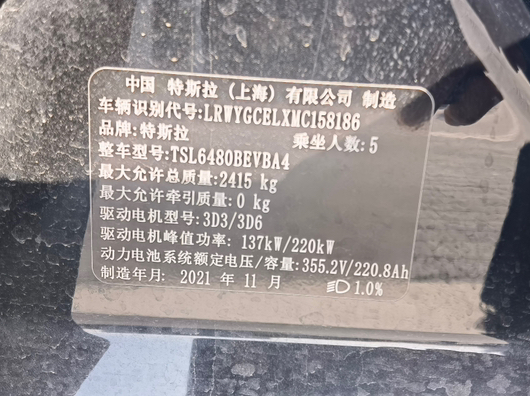 中国 特斯拉（上海）有限公司 制造
车辆识别代号:LRWYGCELXMC158186
品牌:特斯拉 乘坐人数:5
整车型号:TSL6480BEVBA4
最大允许总质量:2415 kg
最大允许牵引质量:0 kg
驱动电机型号:3D3/3D6
驱动电机峰值功率: 137kW/220kW
动力电池系统额定电压/容量:355.2V/220.8Ah
制造年月: 2021 年 11 月 1.0%